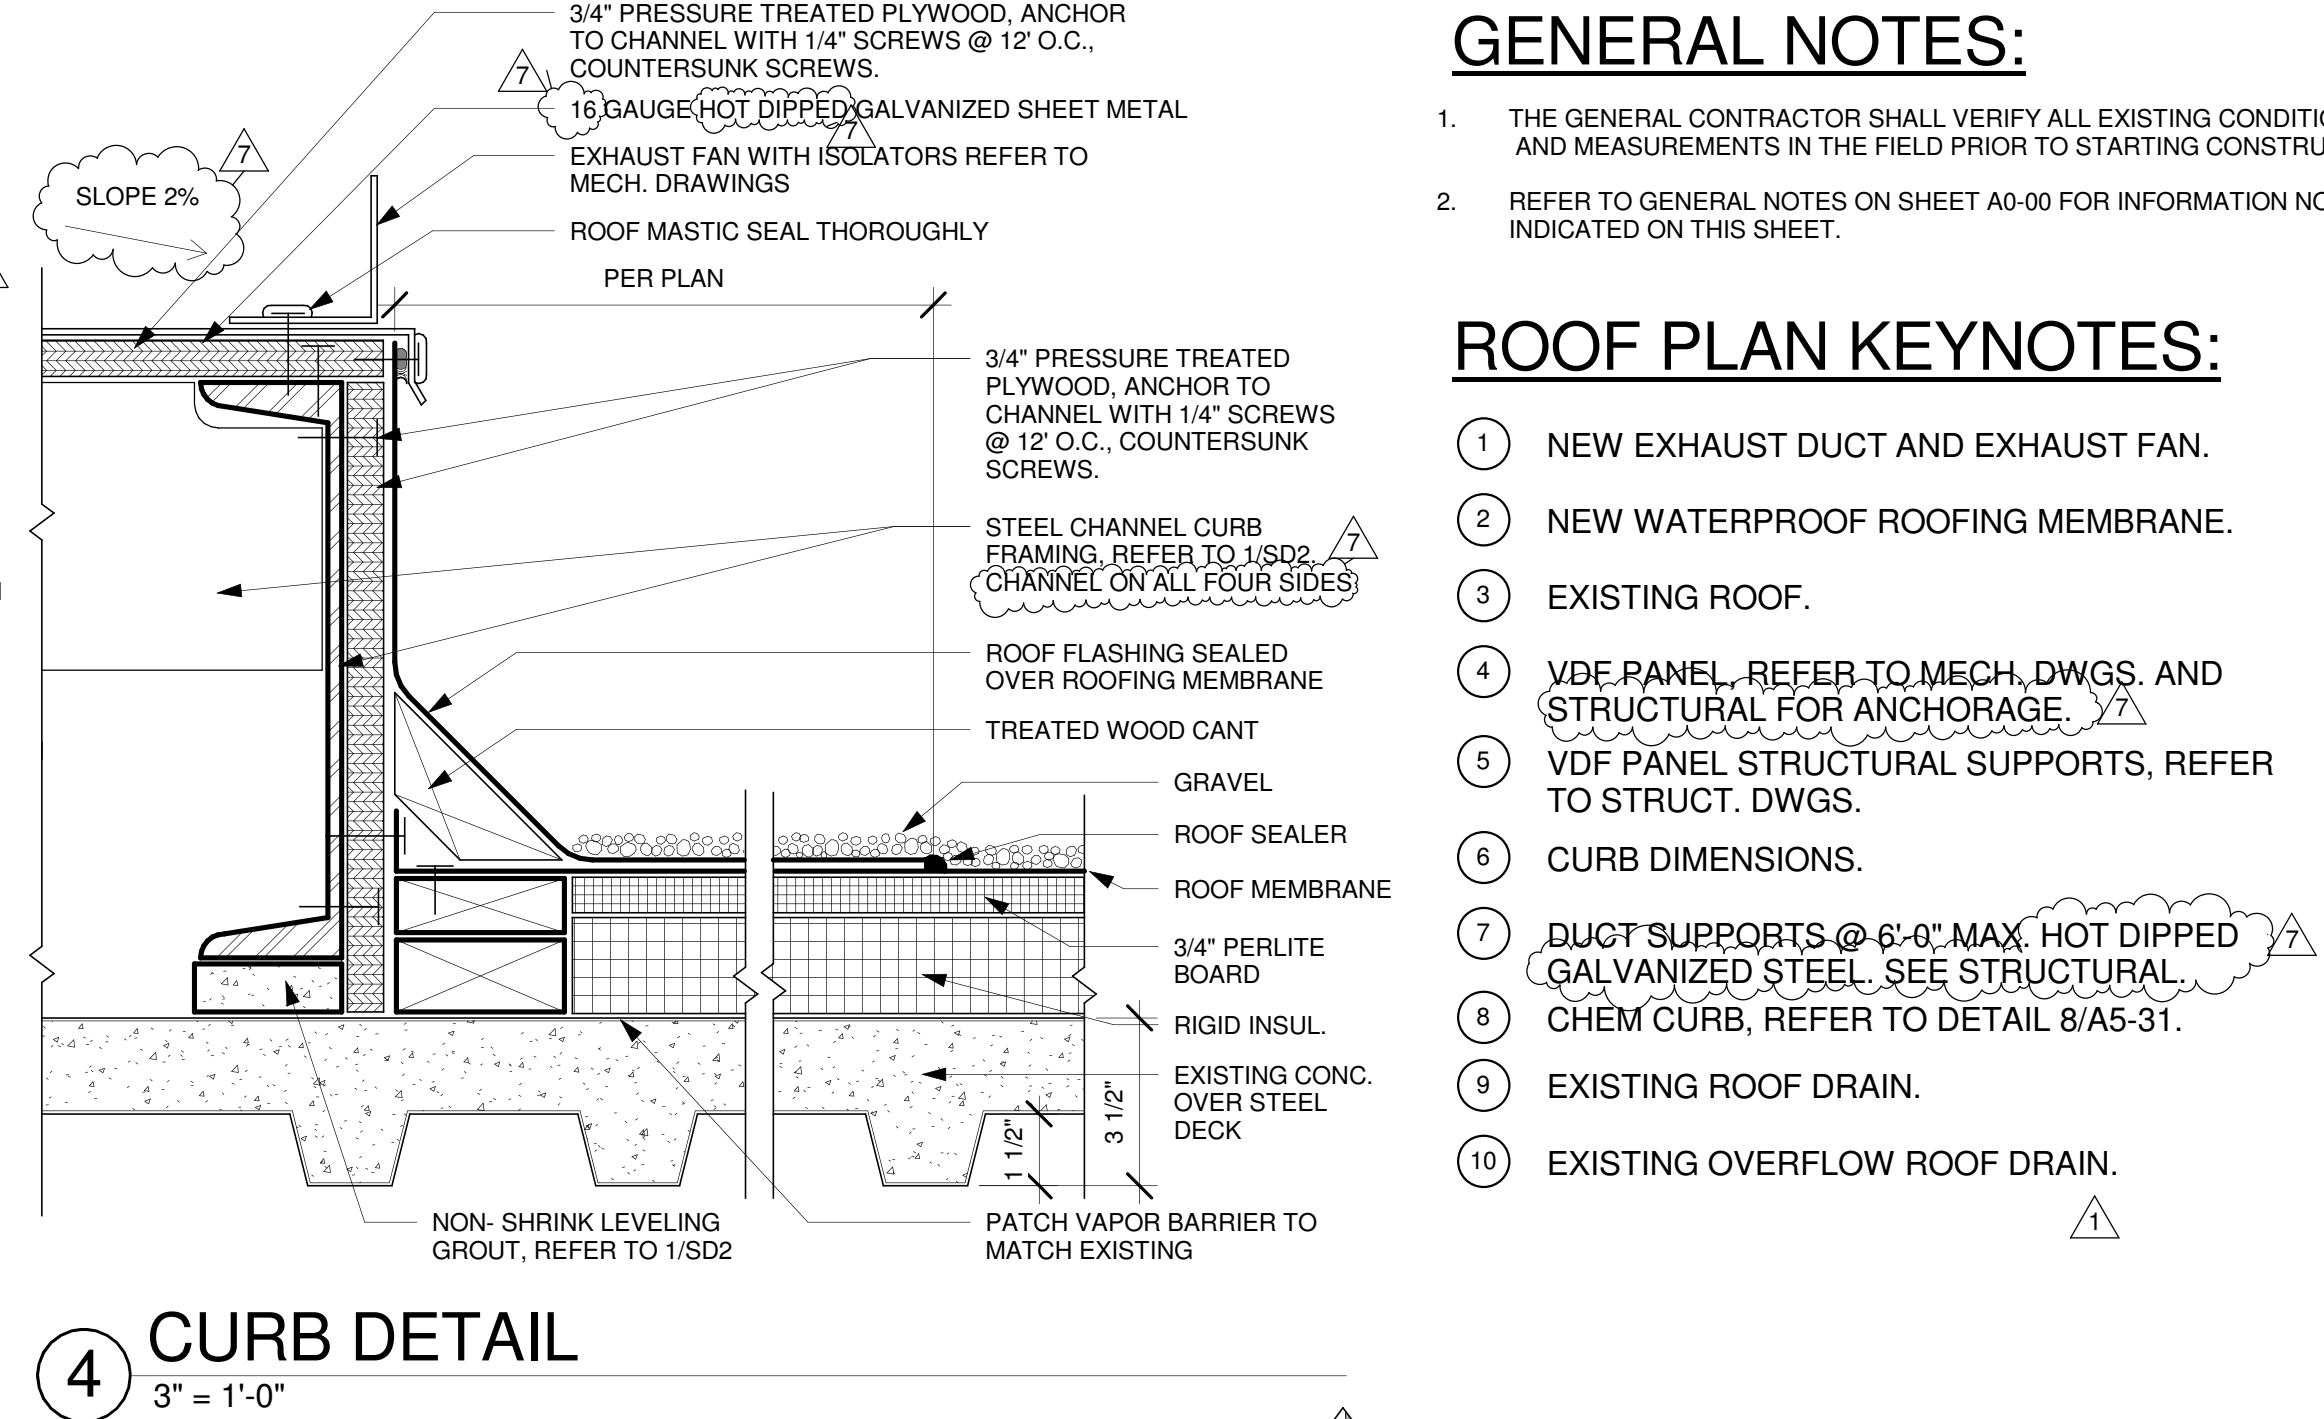 3/4" PRESSURE TREATED PLYWOOD, ANCHOR
TO CHANNEL WITH 1/4" SCREWS @ 12' O.C.,
COUNTERSUNK SCREWS.
7
16 GAUGE HOT DIPPED GALVANIZED SHEET METAL
7
EXHAUST FAN WITH ISOLATORS REFER TO
MECH. DRAWINGS
7
SLOPE 2%
ROOF MASTIC SEAL THOROUGHLY
PER PLAN
3/4" PRESSURE TREATED
PLYWOOD, ANCHOR TO
CHANNEL WITH 1/4" SCREWS
@ 12' O.C., COUNTERSUNK
SCREWS.
STEEL CHANNEL CURB
FRAMING, REFER TO 1/SD2.
CHANNEL ON ALL FOUR SIDES
7
ROOF FLASHING SEALED
OVER ROOFING MEMBRANE
TREATED WOOD CANT
GRAVEL
ROOF SEALER
ROOF MEMBRANE
3/4" PERLITE
BOARD
RIGID INSUL.
EXISTING CONC.
OVER STEEL
DECK
1 1/2"
3 1/2"
NON- SHRINK LEVELING
GROUT, REFER TO 1/SD2
PATCH VAPOR BARRIER TO
MATCH EXISTING
4
CURB DETAIL
3" = 1'-0"
GENERAL NOTES:
1. THE GENERAL CONTRACTOR SHALL VERIFY ALL EXISTING CONDITIO
AND MEASUREMENTS IN THE FIELD PRIOR TO STARTING CONSTRU
2. REFER TO GENERAL NOTES ON SHEET A0-00 FOR INFORMATION NO
INDICATED ON THIS SHEET.
ROOF PLAN KEYNOTES:
1 NEW EXHAUST DUCT AND EXHAUST FAN.
2 NEW WATERPROOF ROOFING MEMBRANE.
3 EXISTING ROOF.
4 VDF PANEL, REFER TO MECH. DWGS. AND
STRUCTURAL FOR ANCHORAGE. 7
5 VDF PANEL STRUCTURAL SUPPORTS, REFER
TO STRUCT. DWGS.
6 CURB DIMENSIONS.
7 DUCT SUPPORTS @ 6'-0" MAX. HOT DIPPED 7
GALVANIZED STEEL. SEE STRUCTURAL.
8 CHEM CURB, REFER TO DETAIL 8/A5-31.
9 EXISTING ROOF DRAIN.
10 EXISTING OVERFLOW ROOF DRAIN.
1